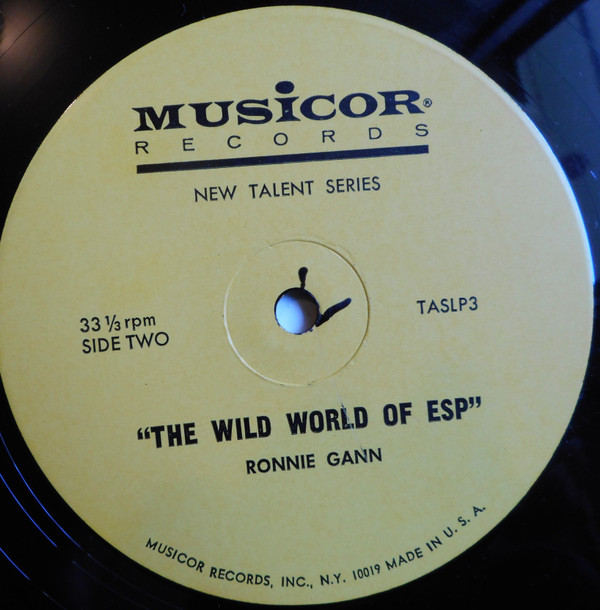 MUSiCOR®
RECORDS
NEW TALENT SERIES
33 ⅓ rpm
SIDE TWO
TASLP3
"THE WILD WORLD OF ESP"
RONNIE GANN
MUSICOR RECORDS, INC., N.Y. 10019 MADE IN U. S. A.